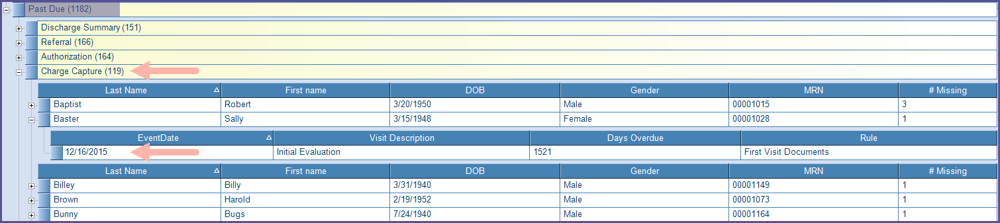 Past Due (1182)
Discharge Summary (151)
Referral (166)
Authorization (164)
Charge Capture (119)
Last Name First name DOB Gender MRN # Missing
Baptist Robert 3/20/1950 Male 00001015 3
Baster Sally 3/15/1948 Female 00001028 1
EventDate Visit Description Days Overdue Rule
12/16/2015 Initial Evaluation 1521 First Visit Documents
Last Name First name DOB Gender MRN # Missing
Billey Billy 3/31/1940 Male 00001149 1
Brown Harold 2/19/1952 Male 00001073 1
Bunny Bugs 7/24/1940 Male 00001164 1